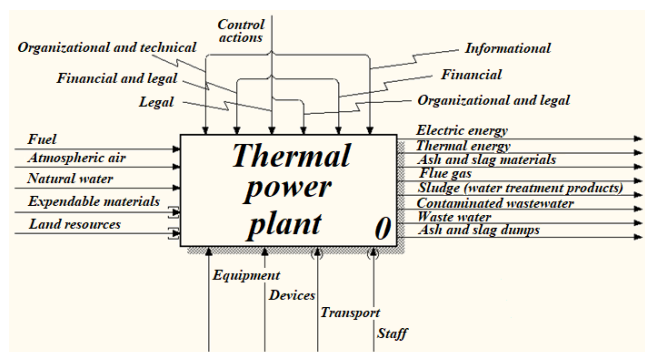 Control
actions
Organizational and technical
Informational
Financial and legal
Financial
Legal
Organizational and legal
Fuel
Atmospheric air
Natural water
Expendable materials
Land resources
Thermal
power
plant
0
Electric energy
Thermal energy
Ash and slag materials
Flue gas
Sludge (water treatment products)
Contaminated wastewater
Waste water
Ash and slag dumps
Equipment
Devices
Transport
Staff